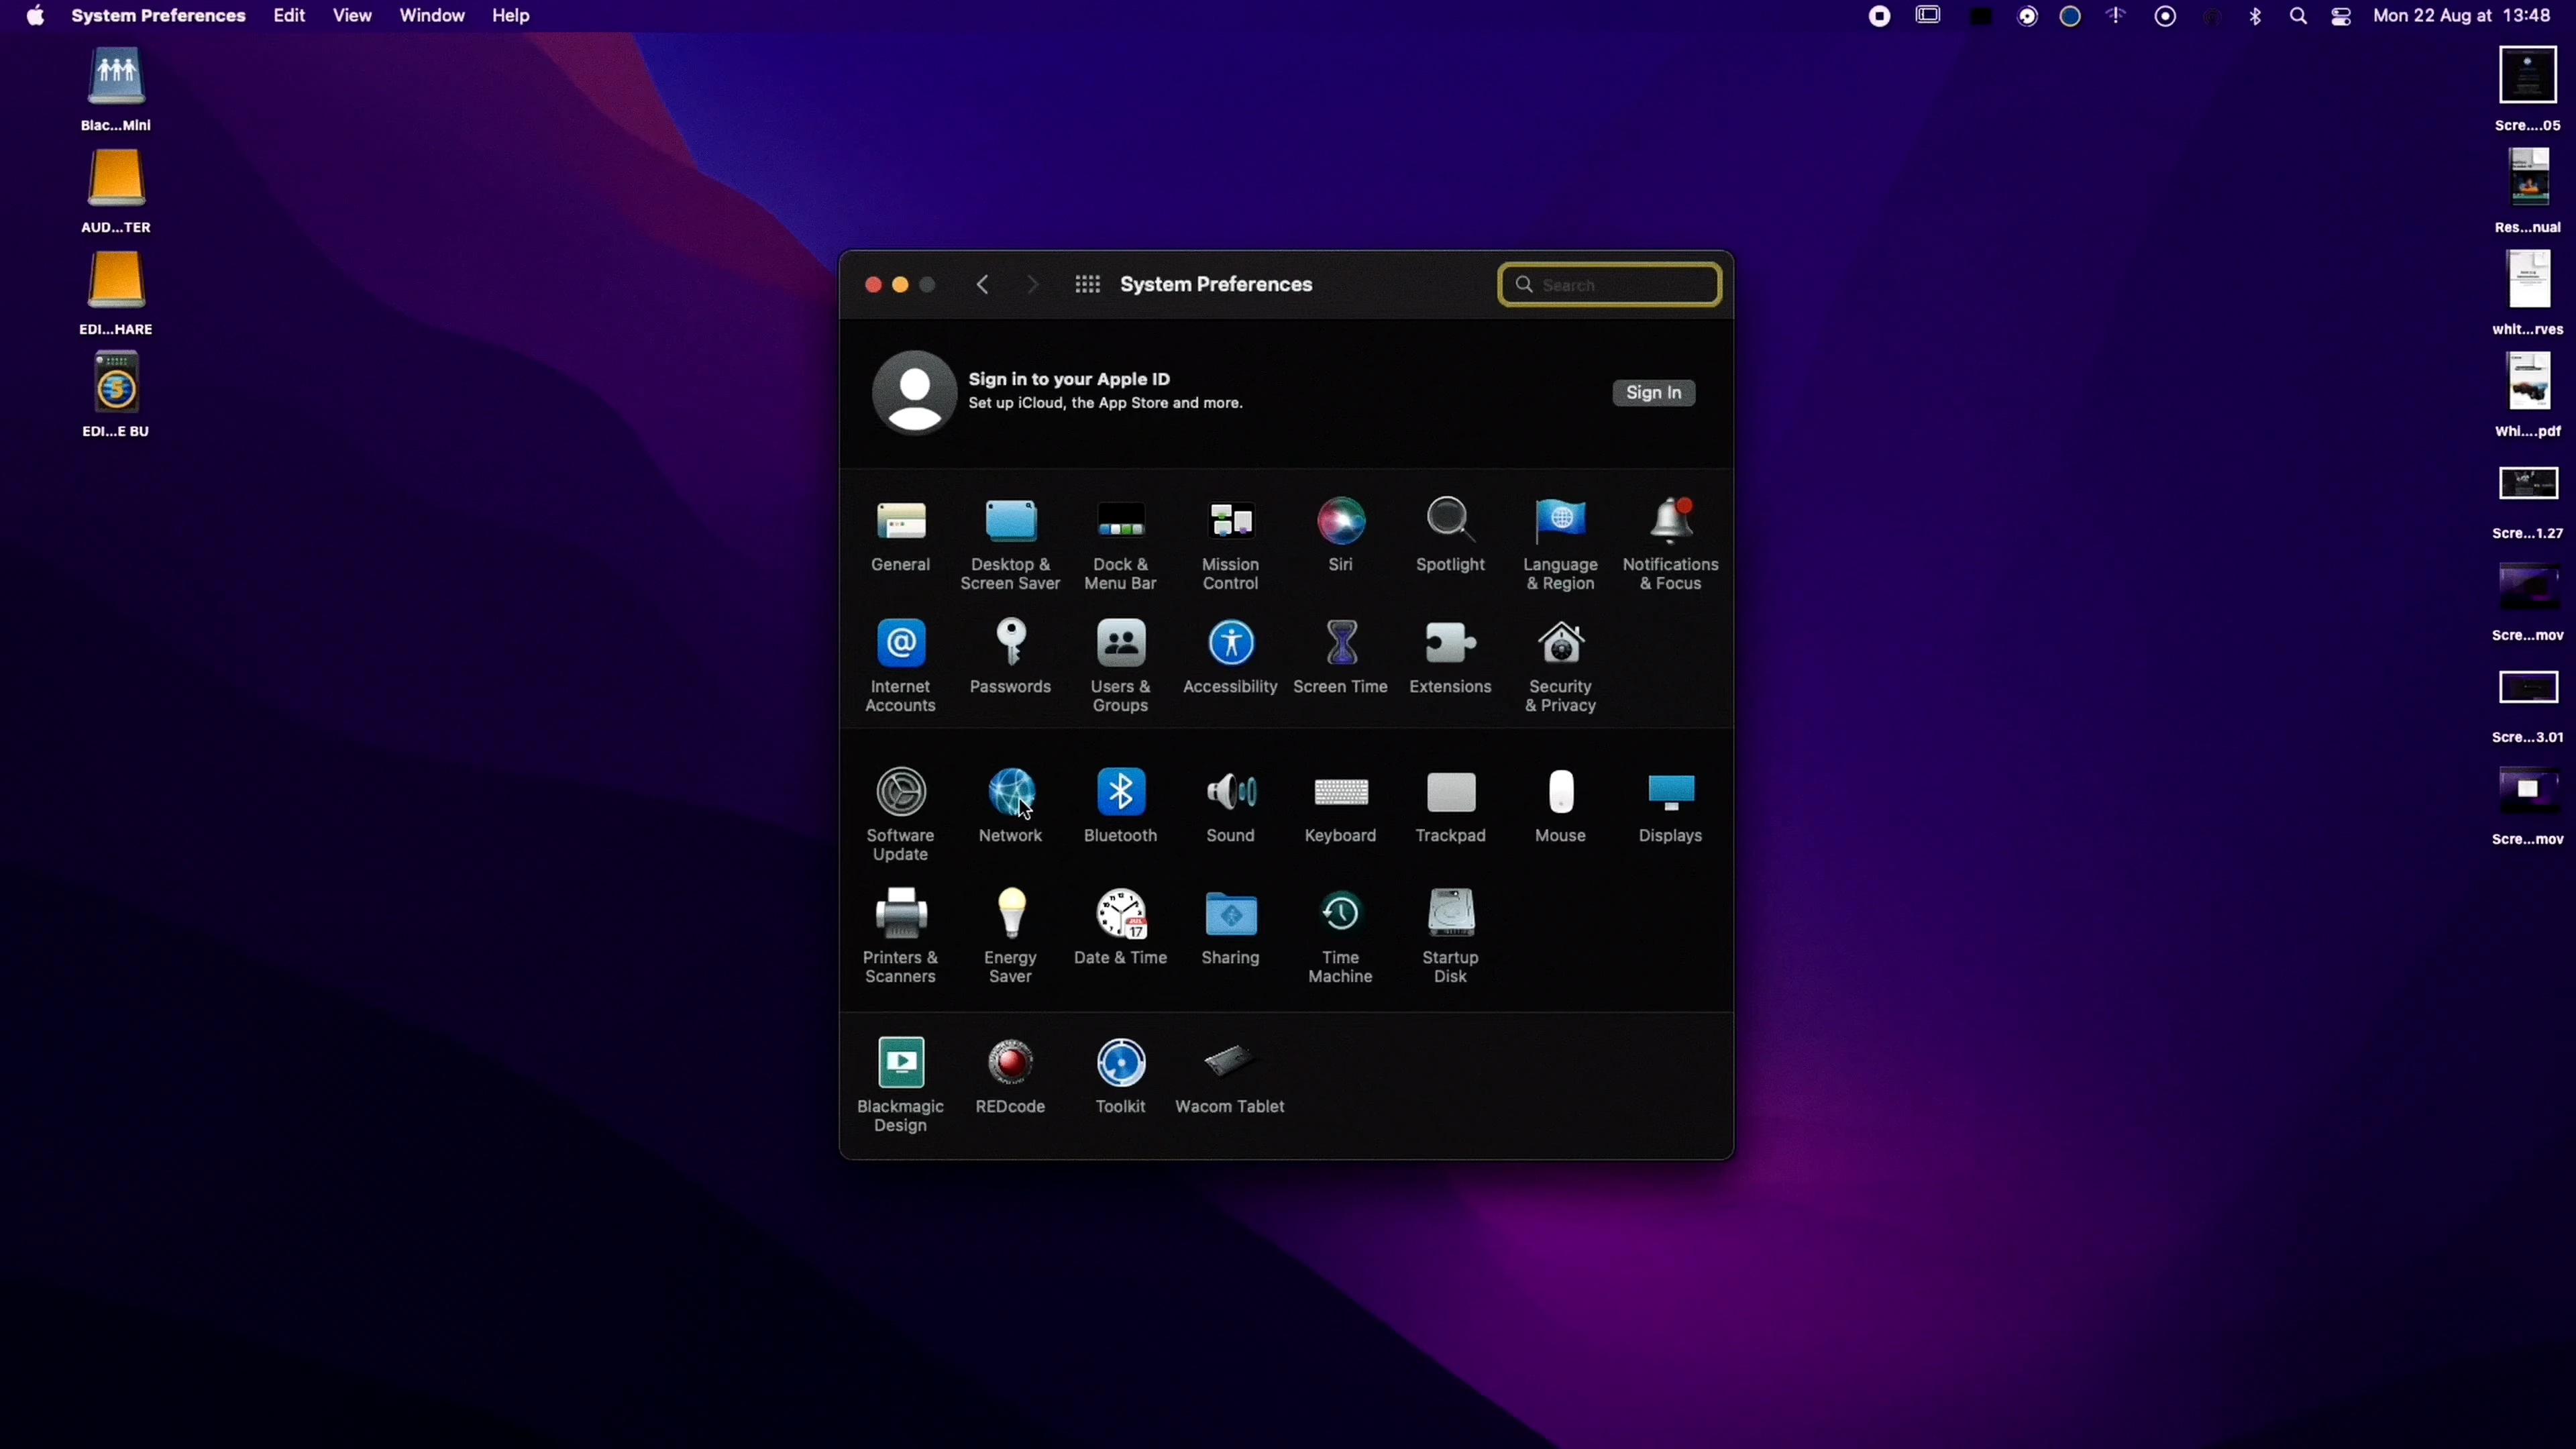 System Preferences Edit View Window Help
Mon 22 Aug at 13:48
Blac...Mini
AUD...TER
EDI...HARE
EDI...E BU
Scre....05
Res...nual
whit...rves
Whi....pdf
Scre...1.27
Scre...mov
Scre...3.01
Scre...mov
System Preferences
Search
Sign in to your Apple ID
Set up iCloud, the App Store and more.
Sign In
General
Desktop &
Screen Saver
Dock &
Menu Bar
Mission
Control
Siri
Spotlight
Language
& Region
Notifications
& Focus
Internet
Accounts
Passwords
Users &
Groups
Accessibility
Screen Time
Extensions
Security
& Privacy
Software
Update
Network
Bluetooth
Sound
Keyboard
Trackpad
Mouse
Displays
Printers &
Scanners
Energy
Saver
JUL
17
Date & Time
Sharing
Time
Machine
Startup
Disk
Blackmagic
Design
REDcode
Toolkit
Wacom Tablet